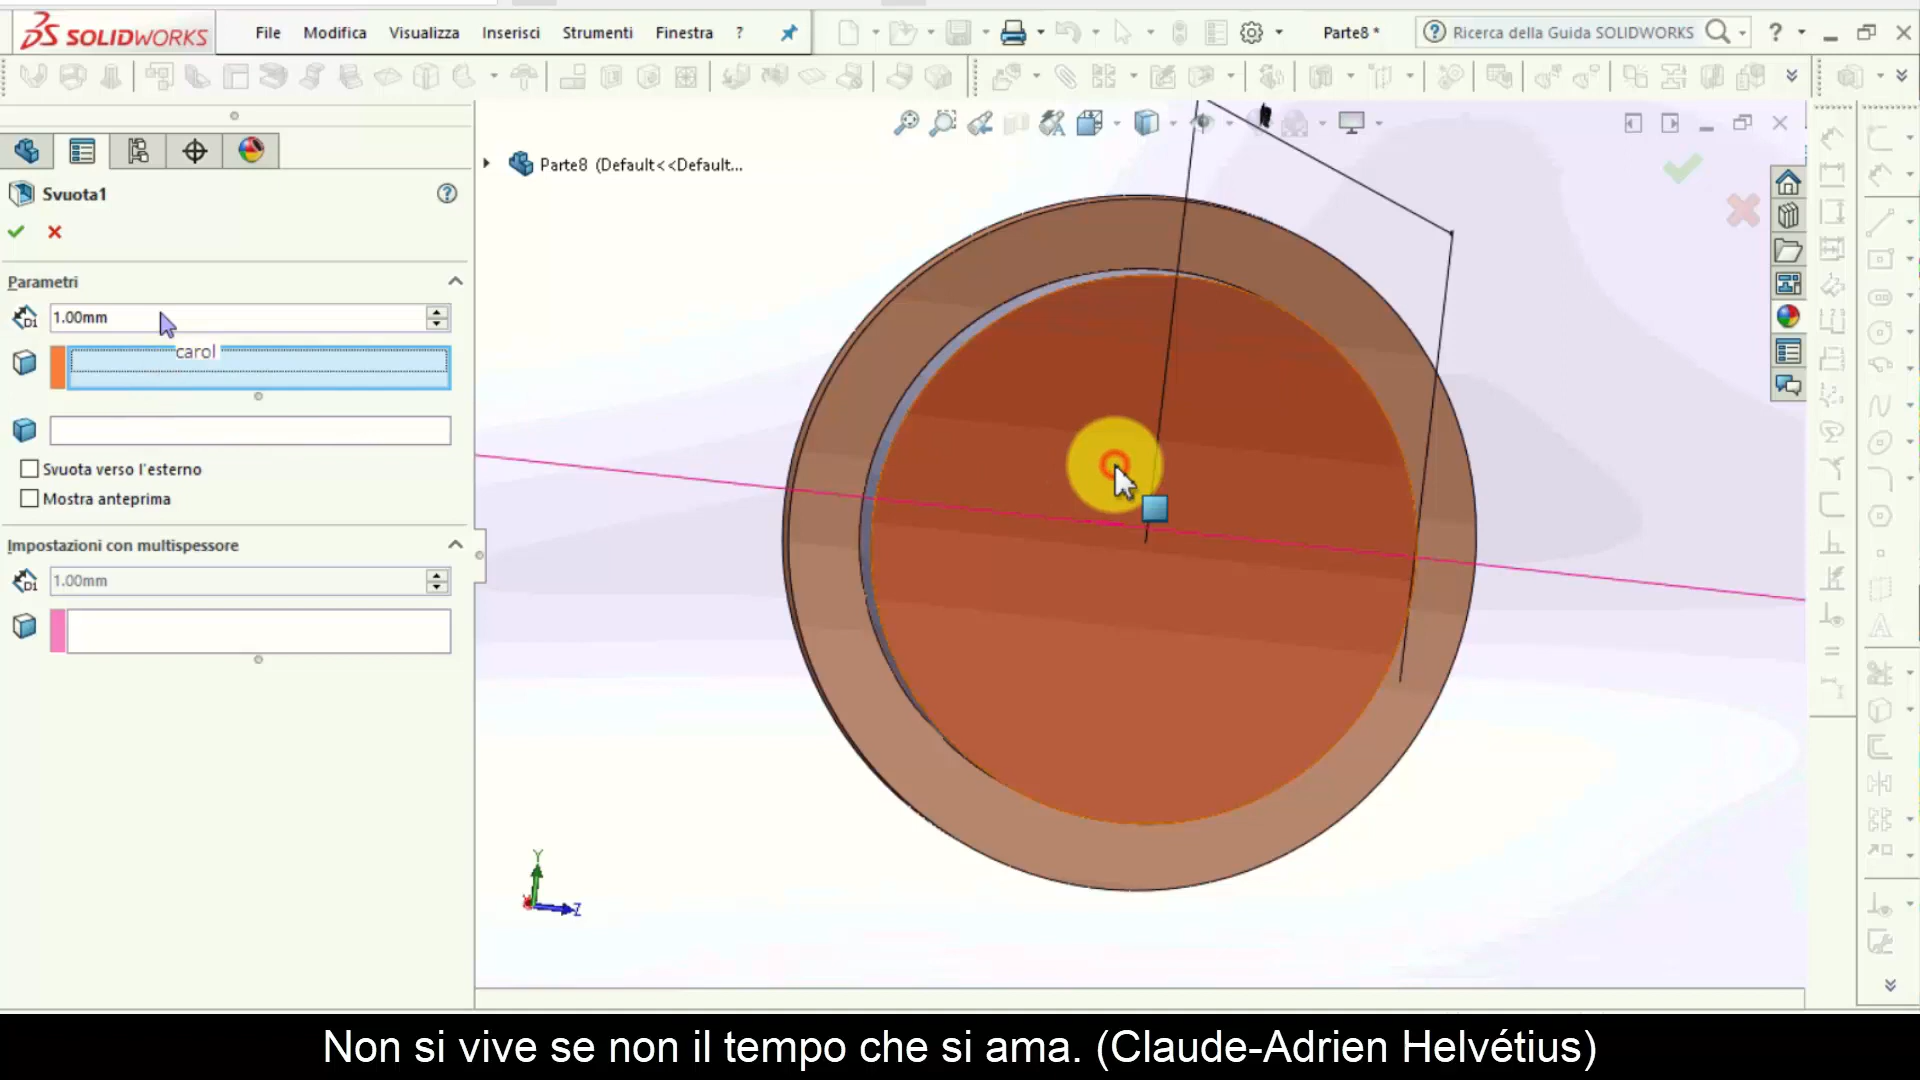 SOLIDWORKS
File Modifica Visualizza Inserisci Strumenti Finestra ?
Parte8 *
Ricerca della Guida SOLIDWORKS
?
Parte8 (Default<<Default...
Svuota1
Parametri
1.00mm
carol
Svuota verso l'esterno
Mostra anteprima
Impostazioni con multispessore
1.00mm
Y
Z
Non si vive se non il tempo che si ama. (Claude-Adrien Helvétius)